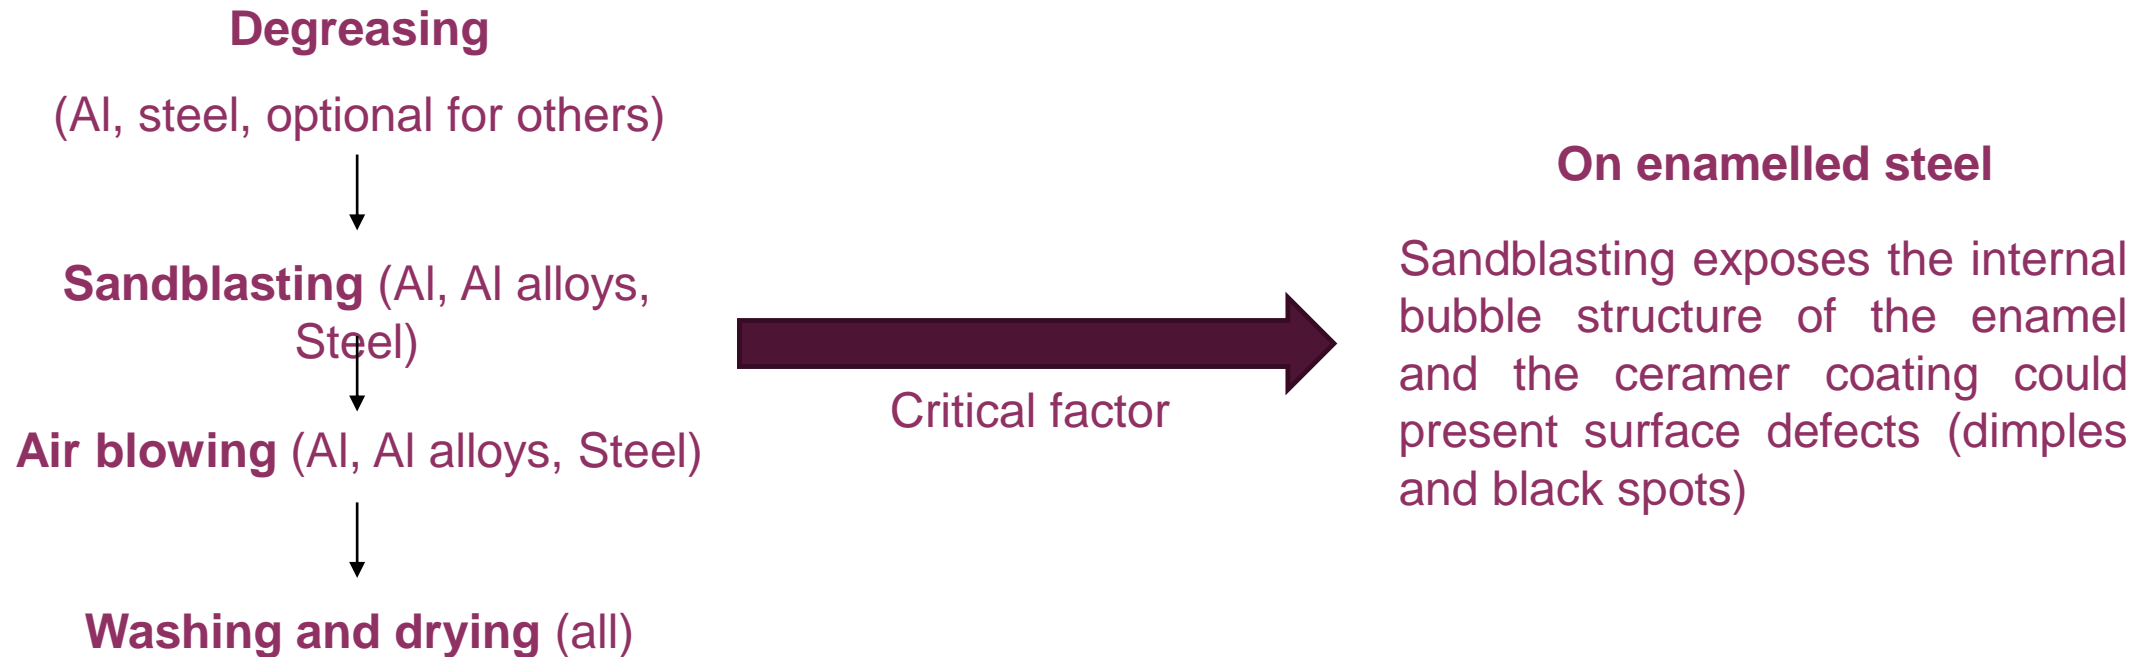 Degreasing
(Al, steel, optional for others)
Sandblasting (Al, Al alloys,
Steel)
Air blowing (Al, Al alloys, Steel)
Washing and drying (all)
Critical factor
On enamelled steel
Sandblasting exposes the internal
bubble structure of the enamel
and the ceramer coating could
present surface defects (dimples
and black spots)